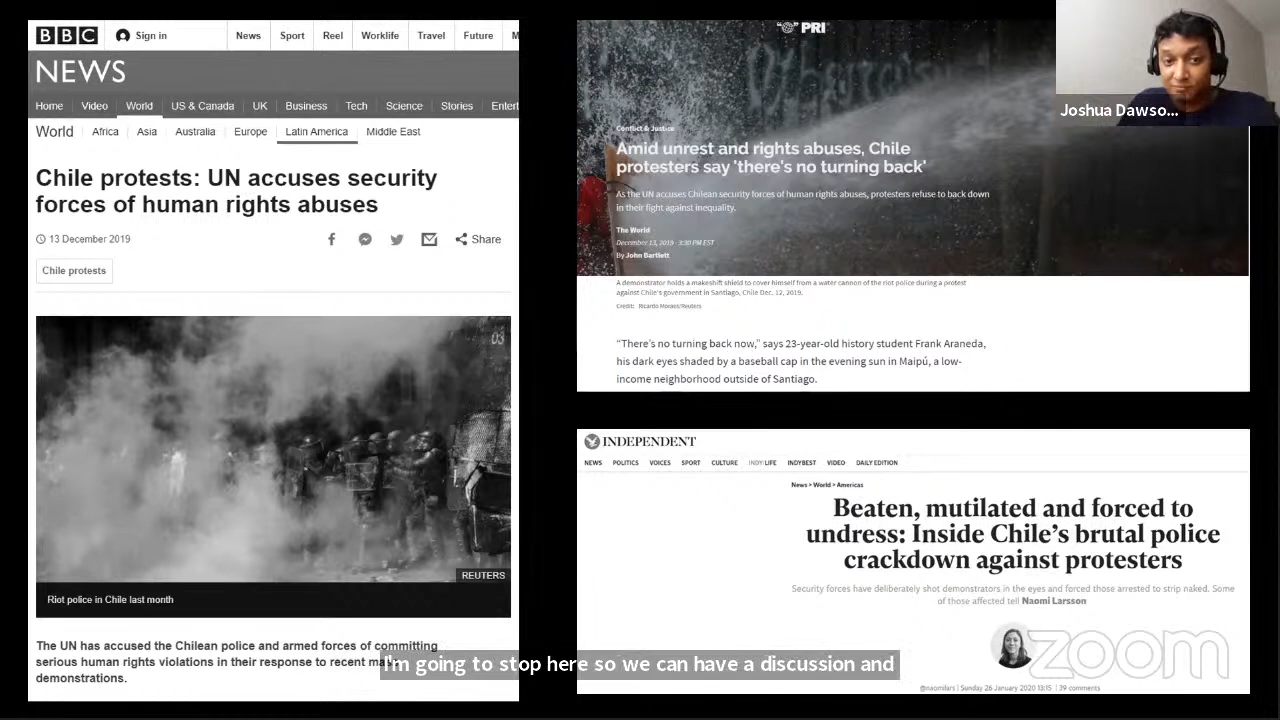 BBC
Sign in
News
Sport
Reel
Worklife
Travel
Future
M
NEWS
Home
Video
World
US & Canada
UK
Business
Tech
Science
Stories
Entert
World
Africa
Asia
Australia
Europe
Latin America
Middle East
Chile protests: UN accuses security
forces of human rights abuses
13 December 2019
Share
Chile protests
03
REUTERS
Riot police in Chile last month
The UN has accused the Chilean police and armed forces of committing
serious human rights violations in their response to recent ma
demonstrations.
PRI
Conflict & Justice
Amid unrest and rights abuses, Chile
protesters say 'there's no turning back'
As the UN accuses Chilean security forces of human rights abuses, protesters refuse to back down
in their fight against inequality.
The World
December 13, 2019 · 3:30 PM EST
By John Bartlett
A demonstrator holds a makeshift shield to cover himself from a water cannon of the riot police during a protest
against Chile's government in Santiago, Chile Dec. 12, 2019.
Credit: Ricardo Moraes/Reuters
“There's no turning back now,” says 23-year-old history student Frank Araneda,
his dark eyes shaded by a baseball cap in the evening sun in Maipú, a low-
income neighborhood outside of Santiago.
Joshua Dawso...
INDEPENDENT
NEWS
POLITICS
VOICES
SPORT
CULTURE
INDY/LIFE
INDYBEST
VIDEO
DAILY EDITION
News > World > Americas
Beaten, mutilated and forced to
undress: Inside Chile's brutal police
crackdown against protesters
Security forces have deliberately shot demonstrators in the eyes and forced those arrested to strip naked. Some
of those affected tell Naomi Larsson
@naomilars | Sunday 26 January 2020 13:15 | 39 comments
zoom
I'm going to stop here so we can have a discussion and